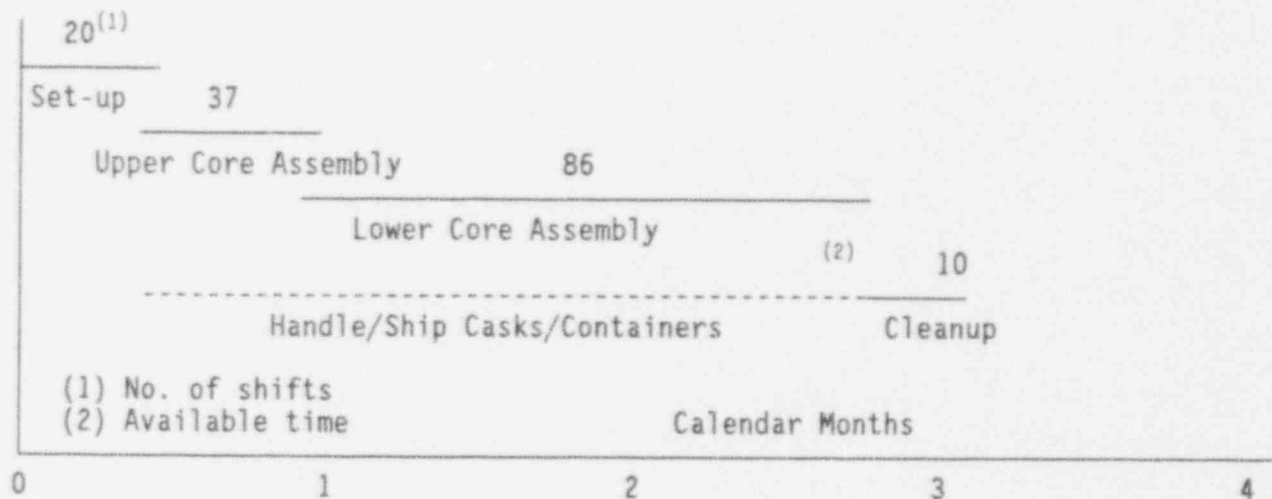 20(1)
Set-up 37
Upper Core Assembly 86
Lower Core Assembly
(2) 10
Handle/Ship Casks/Containers Cleanup
(1) No. of shifts
(2) Available time Calendar Months
0 1 2 3 4